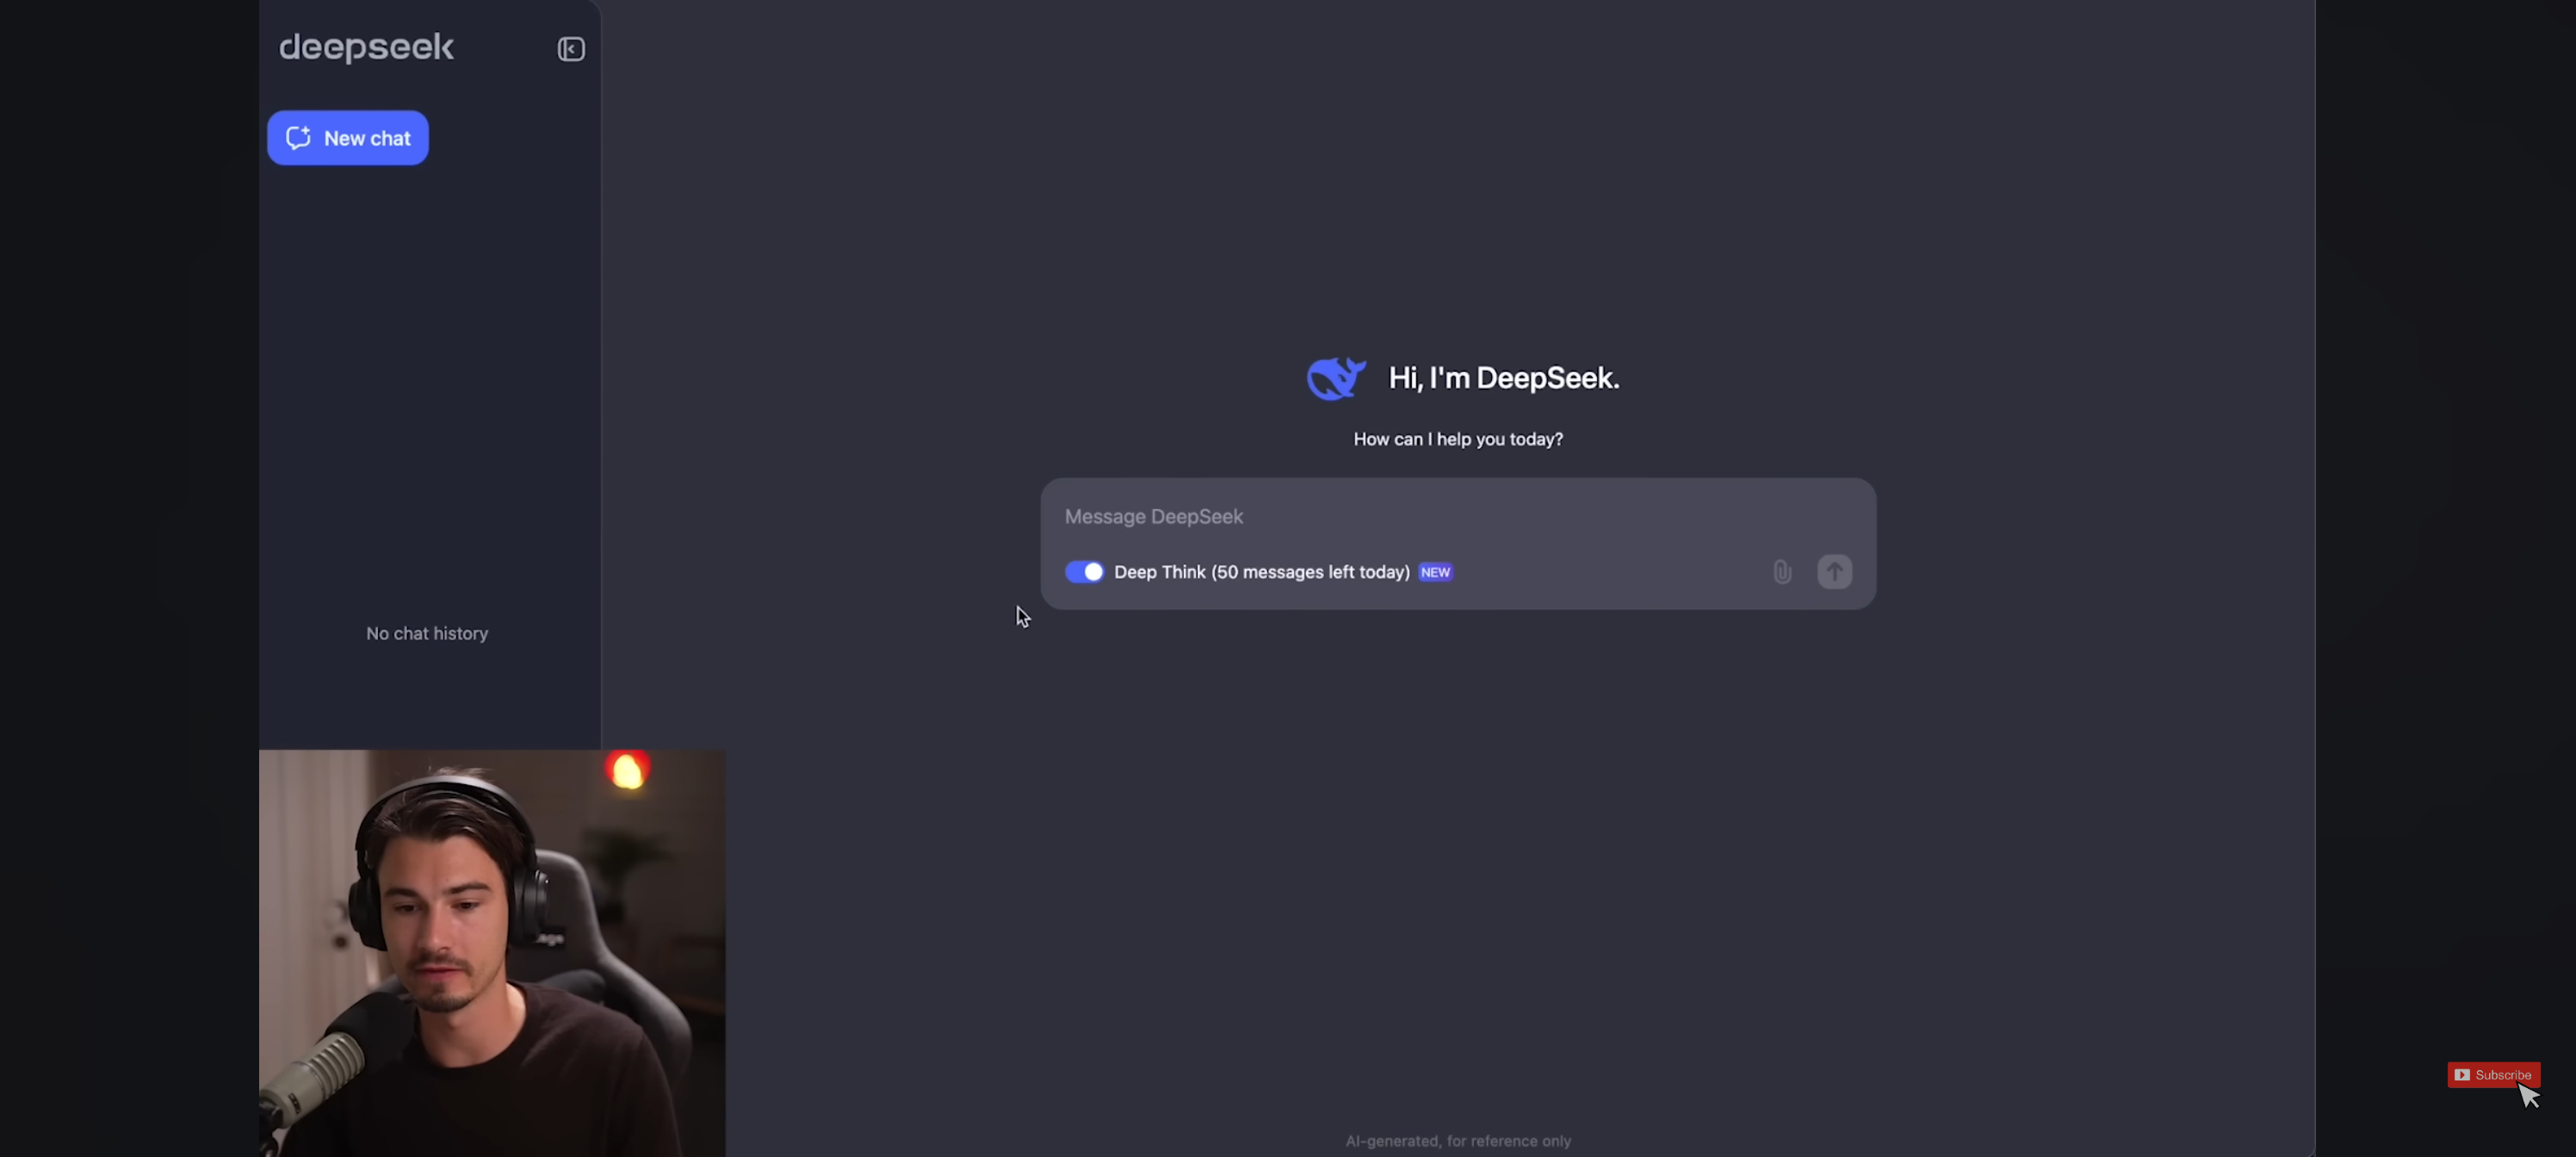 deepseek
New chat
Hi, I'm DeepSeek.
How can I help you today?
Message DeepSeek
Deep Think (50 messages left today) NEW
No chat history
Subscribe
AI-generated, for reference only